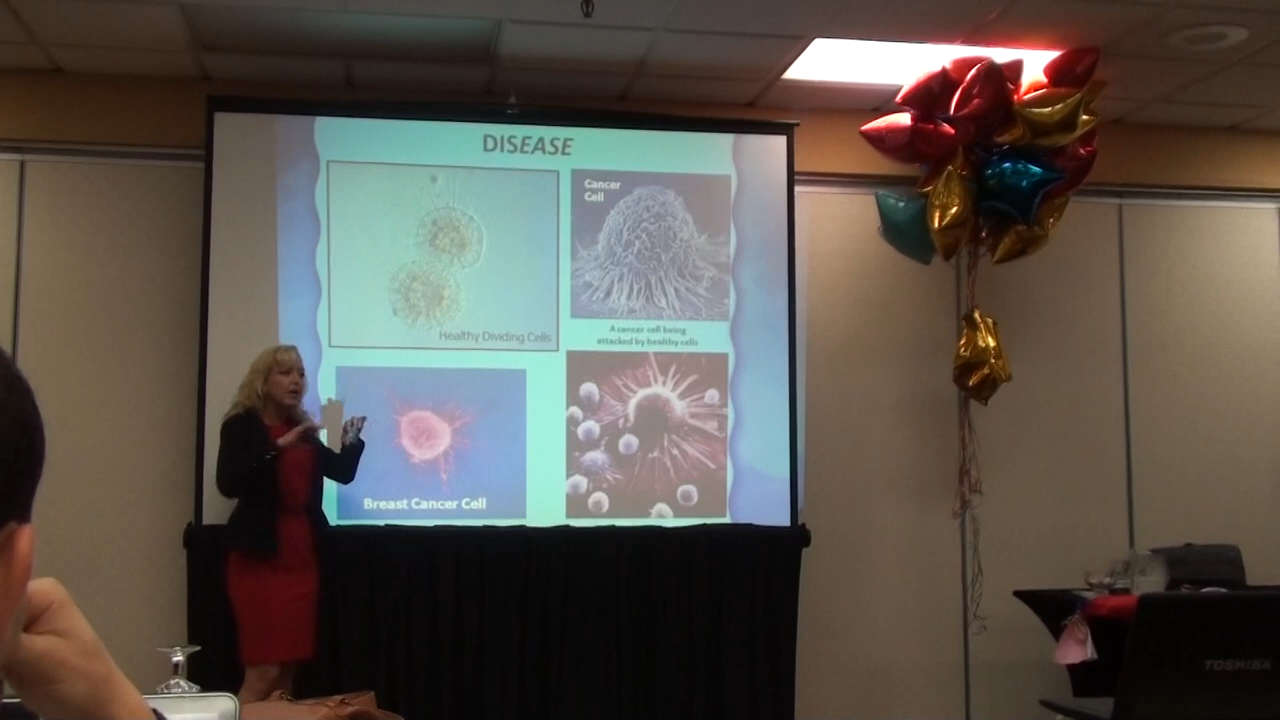 DISEASE
Cancer
Cell
Healthy Dividing Cells
A cancer cell being
attacked by healthy cells
Breast Cancer Cell
TOSHIBA